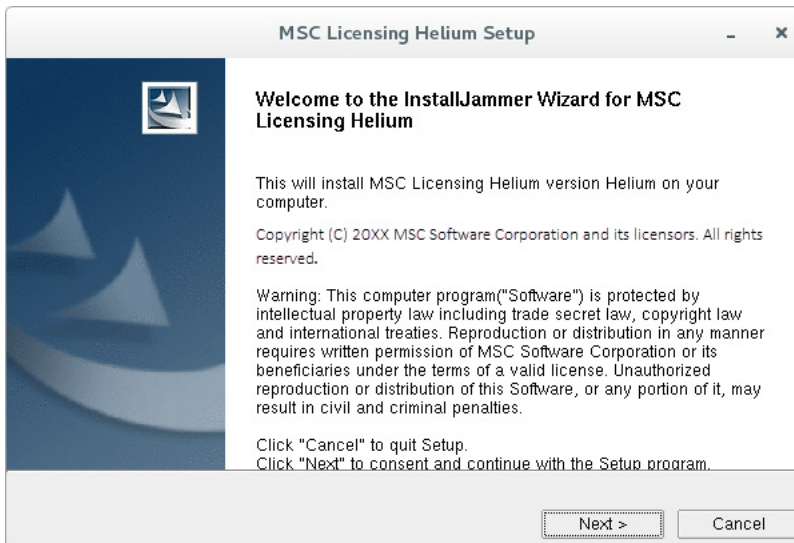 MSC Licensing Helium Setup
Welcome to the InstallJammer Wizard for MSC
Licensing Helium
This will install MSC Licensing Helium version Helium on your
computer.
Copyright (C) 20XX MSC Software Corporation and its licensors. All rights
reserved.
Warning: This computer program("Software") is protected by
intellectual property law including trade secret law, copyright law
and international treaties. Reproduction or distribution in any manner
requires written permission of MSC Software Corporation or its
beneficiaries under the terms of a valid license. Unauthorized
reproduction or distribution of this Software, or any portion of it, may
result in civil and criminal penalties.
Click "Cancel" to quit Setup.
Click "Next" to consent and continue with the Setup program.
Next >
Cancel